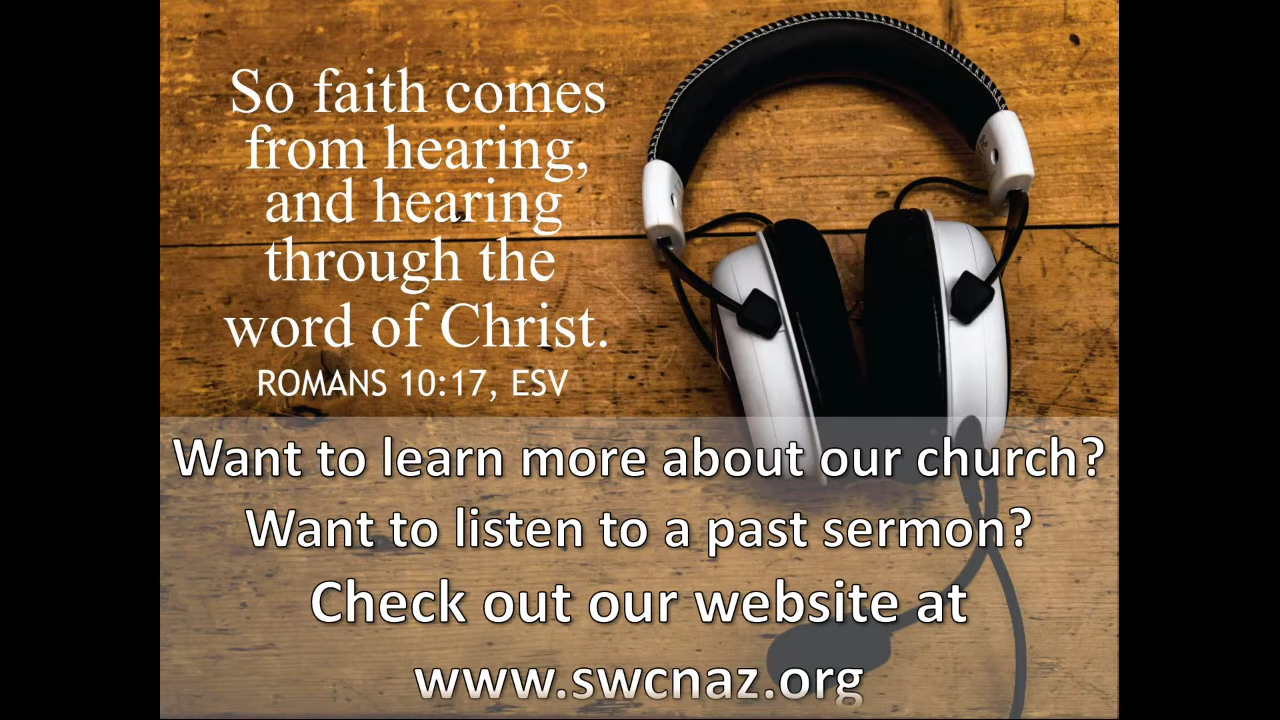 So faith comes
from hearing,
and hearing
through the
word of Christ.
ROMANS 10:17, ESV
Want to learn more about our church?
Want to listen to a past sermon?
Check out our website at
www.swcnaz.org